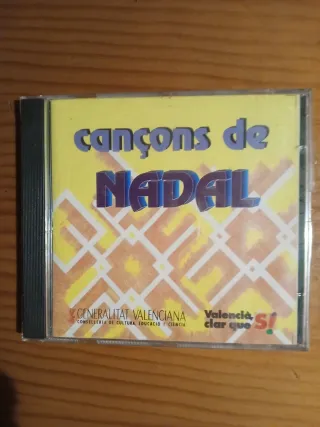 cançons de
NADAL
GENERALITAT VALENCIANA
CONSELLERIA DE CULTURA, EDUCACIÓ I CIÈNCIA
Valencià,
clar que Sí!